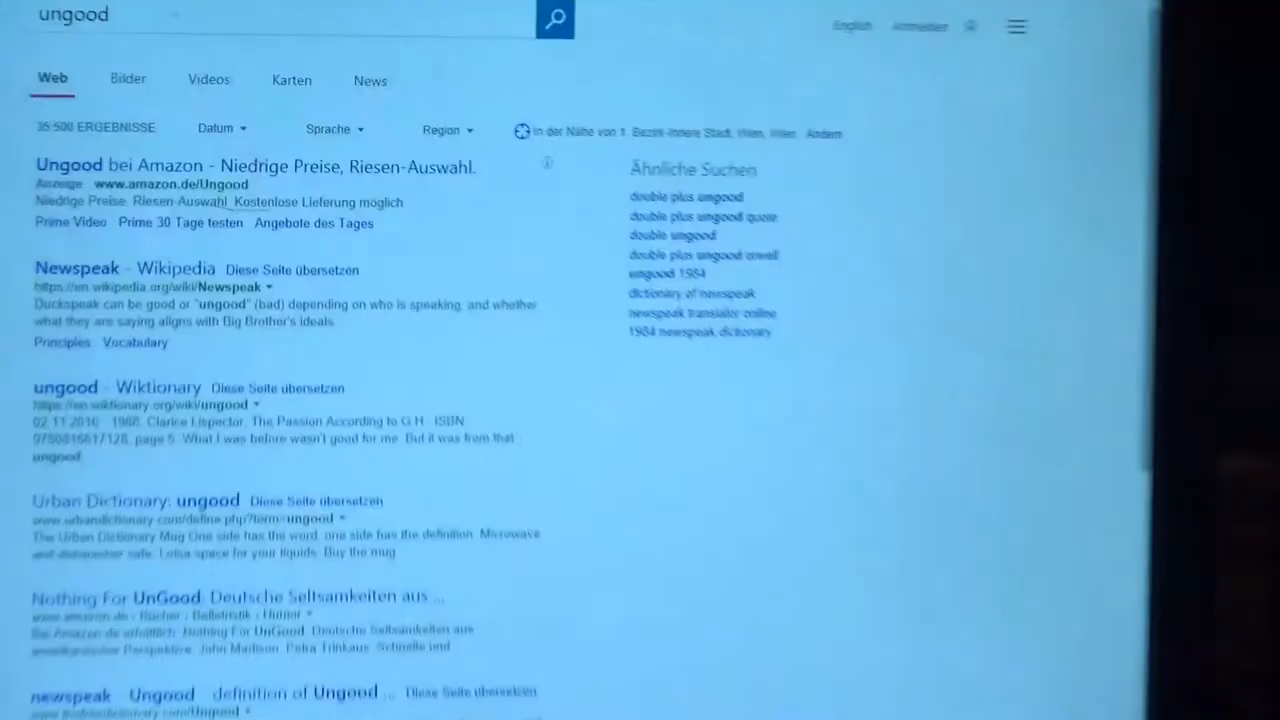 ungood
English Anmelden
Web Bilder Videos Karten News
35 500 ERGEBNISSE Datum Sprache Region In der Nähe von 1. Bezirk-Innere Stadt, Wien, Wien Ändern
Ungood bei Amazon - Niedrige Preise, Riesen-Auswahl.
Anzeige www.amazon.de/Ungood
Niedrige Preise, Riesen-Auswahl. Kostenlose Lieferung möglich
Prime Video Prime 30 Tage testen Angebote des Tages
Newspeak - Wikipedia Diese Seite übersetzen
https://en.wikipedia.org/wiki/Newspeak
Duckspeak can be good or "ungood" (bad) depending on who is speaking, and whether
what they are saying aligns with Big Brother's ideals
Principles Vocabulary
ungood - Wiktionary Diese Seite übersetzen
https://en.wiktionary.org/wiki/ungood
02.11.2016 1988, Clarice Lispector, The Passion According to G.H. ISBN
page 5: What I was before wasn't good for me. But it was from that
ungood
Urban Dictionary: ungood Diese Seite übersetzen
www.urbandictionary.com/define.php?term=ungood
The Urban Dictionary Mug One side has the word, one side has the definition. Microwave
and dishwasher safe. Lotsa space for your liquids. Buy the mug
Nothing For UnGood: Deutsche Seltsamkeiten aus ...
www.amazon.de › Bücher › Belletristik › Humor
Bei Amazon.de erhältlich: Nothing For UnGood: Deutsche Seltsamkeiten aus
amerikanischer Perspektive, John Madison, Petra Trinkaus. Schnelle und
newspeak Ungood definition of Ungood ... Diese Seite übersetzen
Ähnliche Suchen
double plus ungood
double plus ungood quote
double ungood
double plus ungood orwell
ungood 1984
dictionary of newspeak
newspeak translator online
1984 newspeak dictionary